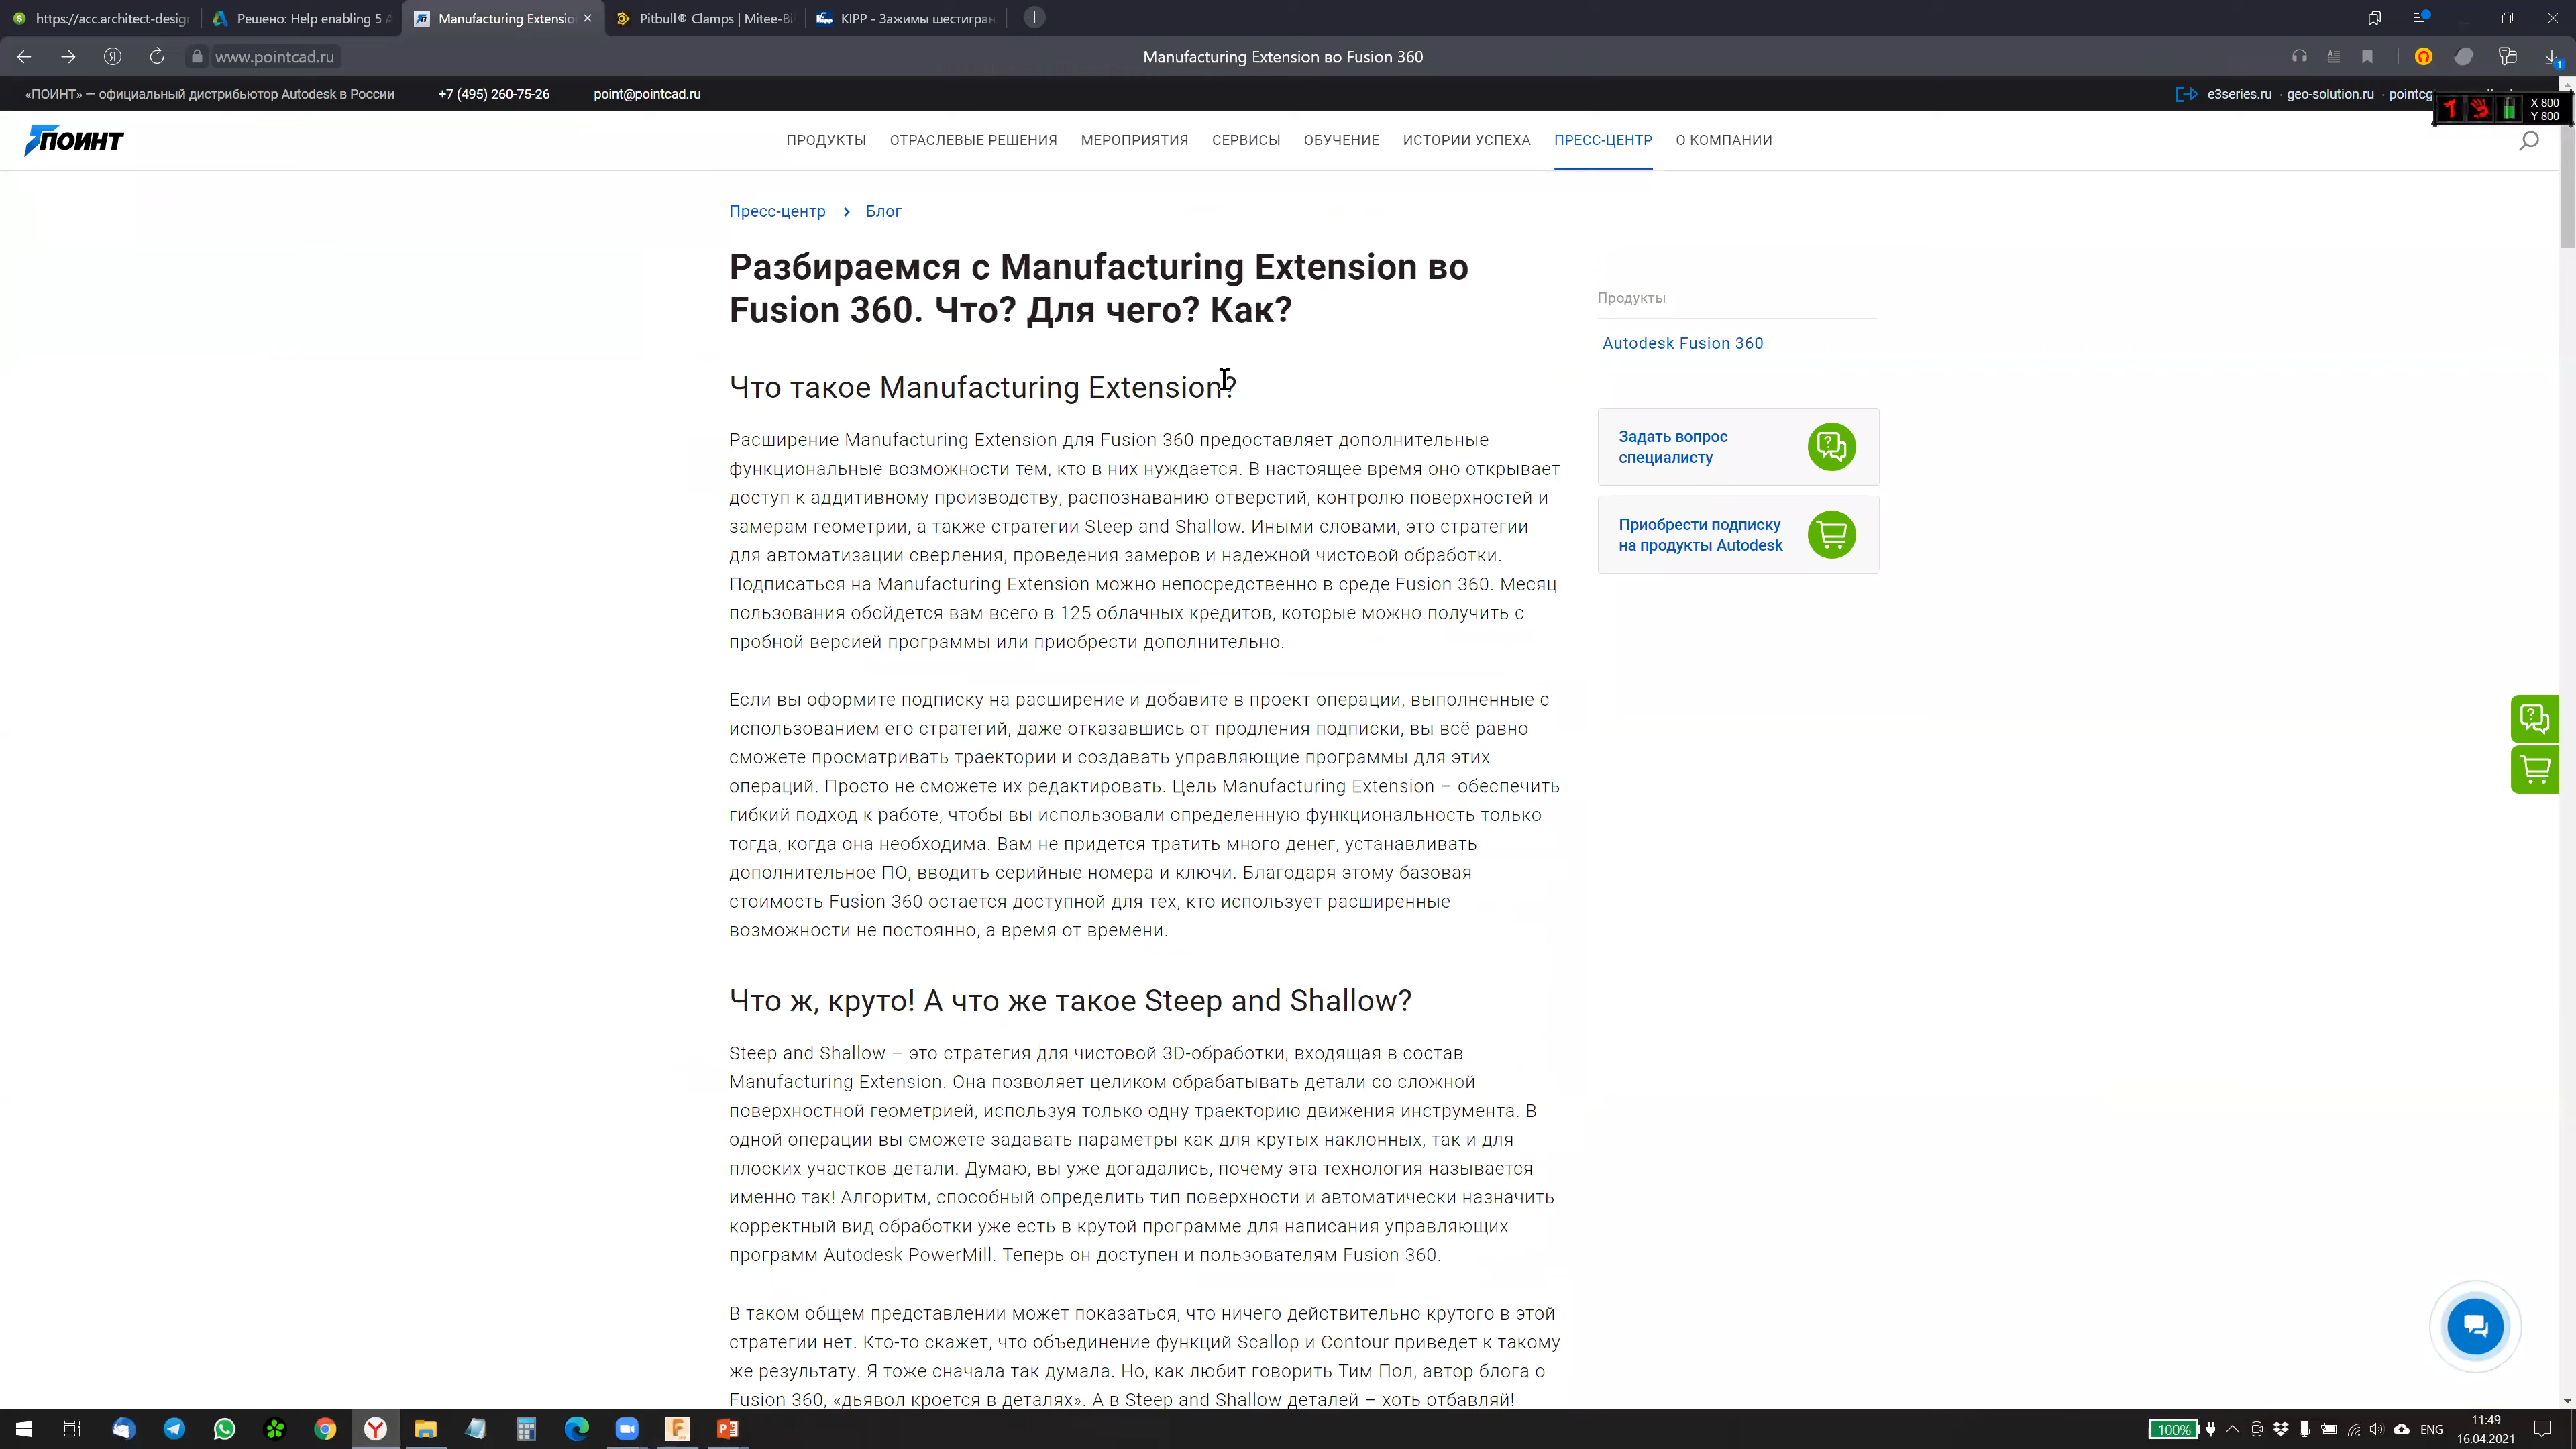 https://acc.architect-design
Решено: Help enabling 5 A
Manufacturing Extensio
Pitbull® Clamps | Mitee-Bi
KIPP - Зажимы шестигран
www.pointcad.ru
Manufacturing Extension во Fusion 360
«ПОИНТ» — официальный дистрибьютор Autodesk в России
+7 (495) 260-75-26
point@pointcad.ru
e3series.ru · geo-solution.ru · pointcg
X 800
Y 800
ПОИНТ
ПРОДУКТЫ ОТРАСЛЕВЫЕ РЕШЕНИЯ МЕРОПРИЯТИЯ СЕРВИСЫ ОБУЧЕНИЕ ИСТОРИИ УСПЕХА ПРЕСС-ЦЕНТР О КОМПАНИИ
Пресс-центр > Блог
Разбираемся с Manufacturing Extension во
Fusion 360. Что? Для чего? Как?
Что такое Manufacturing Extension?
Расширение Manufacturing Extension для Fusion 360 предоставляет дополнительные
функциональные возможности тем, кто в них нуждается. В настоящее время оно открывает
доступ к аддитивному производству, распознаванию отверстий, контролю поверхностей и
замерам геометрии, а также стратегии Steep and Shallow. Иными словами, это стратегии
для автоматизации сверления, проведения замеров и надежной чистовой обработки.
Подписаться на Manufacturing Extension можно непосредственно в среде Fusion 360. Месяц
пользования обойдется вам всего в 125 облачных кредитов, которые можно получить с
пробной версией программы или приобрести дополнительно.
Если вы оформите подписку на расширение и добавите в проект операции, выполненные с
использованием его стратегий, даже отказавшись от продления подписки, вы всё равно
сможете просматривать траектории и создавать управляющие программы для этих
операций. Просто не сможете их редактировать. Цель Manufacturing Extension – обеспечить
гибкий подход к работе, чтобы вы использовали определенную функциональность только
тогда, когда она необходима. Вам не придется тратить много денег, устанавливать
дополнительное ПО, вводить серийные номера и ключи. Благодаря этому базовая
стоимость Fusion 360 остается доступной для тех, кто использует расширенные
возможности не постоянно, а время от времени.
Что ж, круто! А что же такое Steep and Shallow?
Steep and Shallow – это стратегия для чистовой 3D-обработки, входящая в состав
Manufacturing Extension. Она позволяет целиком обрабатывать детали со сложной
поверхностной геометрией, используя только одну траекторию движения инструмента. В
одной операции вы сможете задавать параметры как для крутых наклонных, так и для
плоских участков детали. Думаю, вы уже догадались, почему эта технология называется
именно так! Алгоритм, способный определить тип поверхности и автоматически назначить
корректный вид обработки уже есть в крутой программе для написания управляющих
программ Autodesk PowerMill. Теперь он доступен и пользователям Fusion 360.
В таком общем представлении может показаться, что ничего действительно крутого в этой
стратегии нет. Кто-то скажет, что объединение функций Scallop и Contour приведет к такому
же результату. Я тоже сначала так думала. Но, как любит говорить Тим Пол, автор блога о
Fusion 360, «дьявол кроется в деталях». А в Steep and Shallow деталей – хоть отбавляй!
Продукты
Autodesk Fusion 360
Задать вопрос
специалисту
Приобрести подписку
на продукты Autodesk
100%
ENG
11:49
16.04.2021